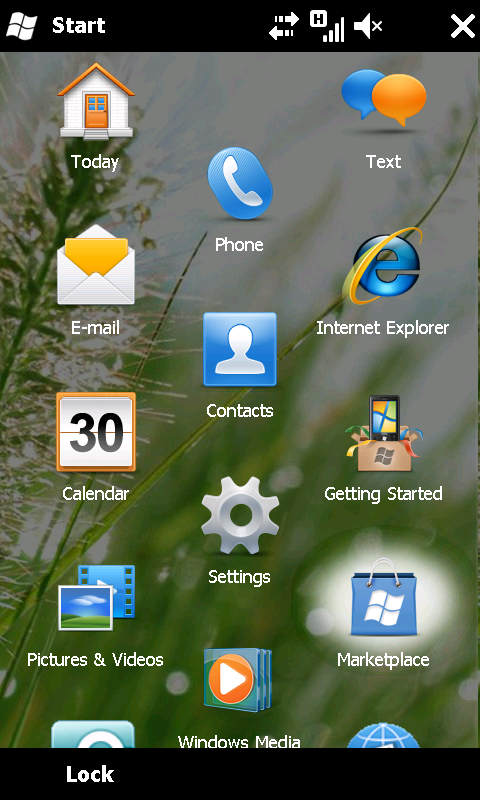 Start
H
Today
Text
Phone
E-mail
Internet Explorer
Contacts
30
Calendar
Getting Started
Settings
Pictures & Videos
Marketplace
Windows Media
Lock